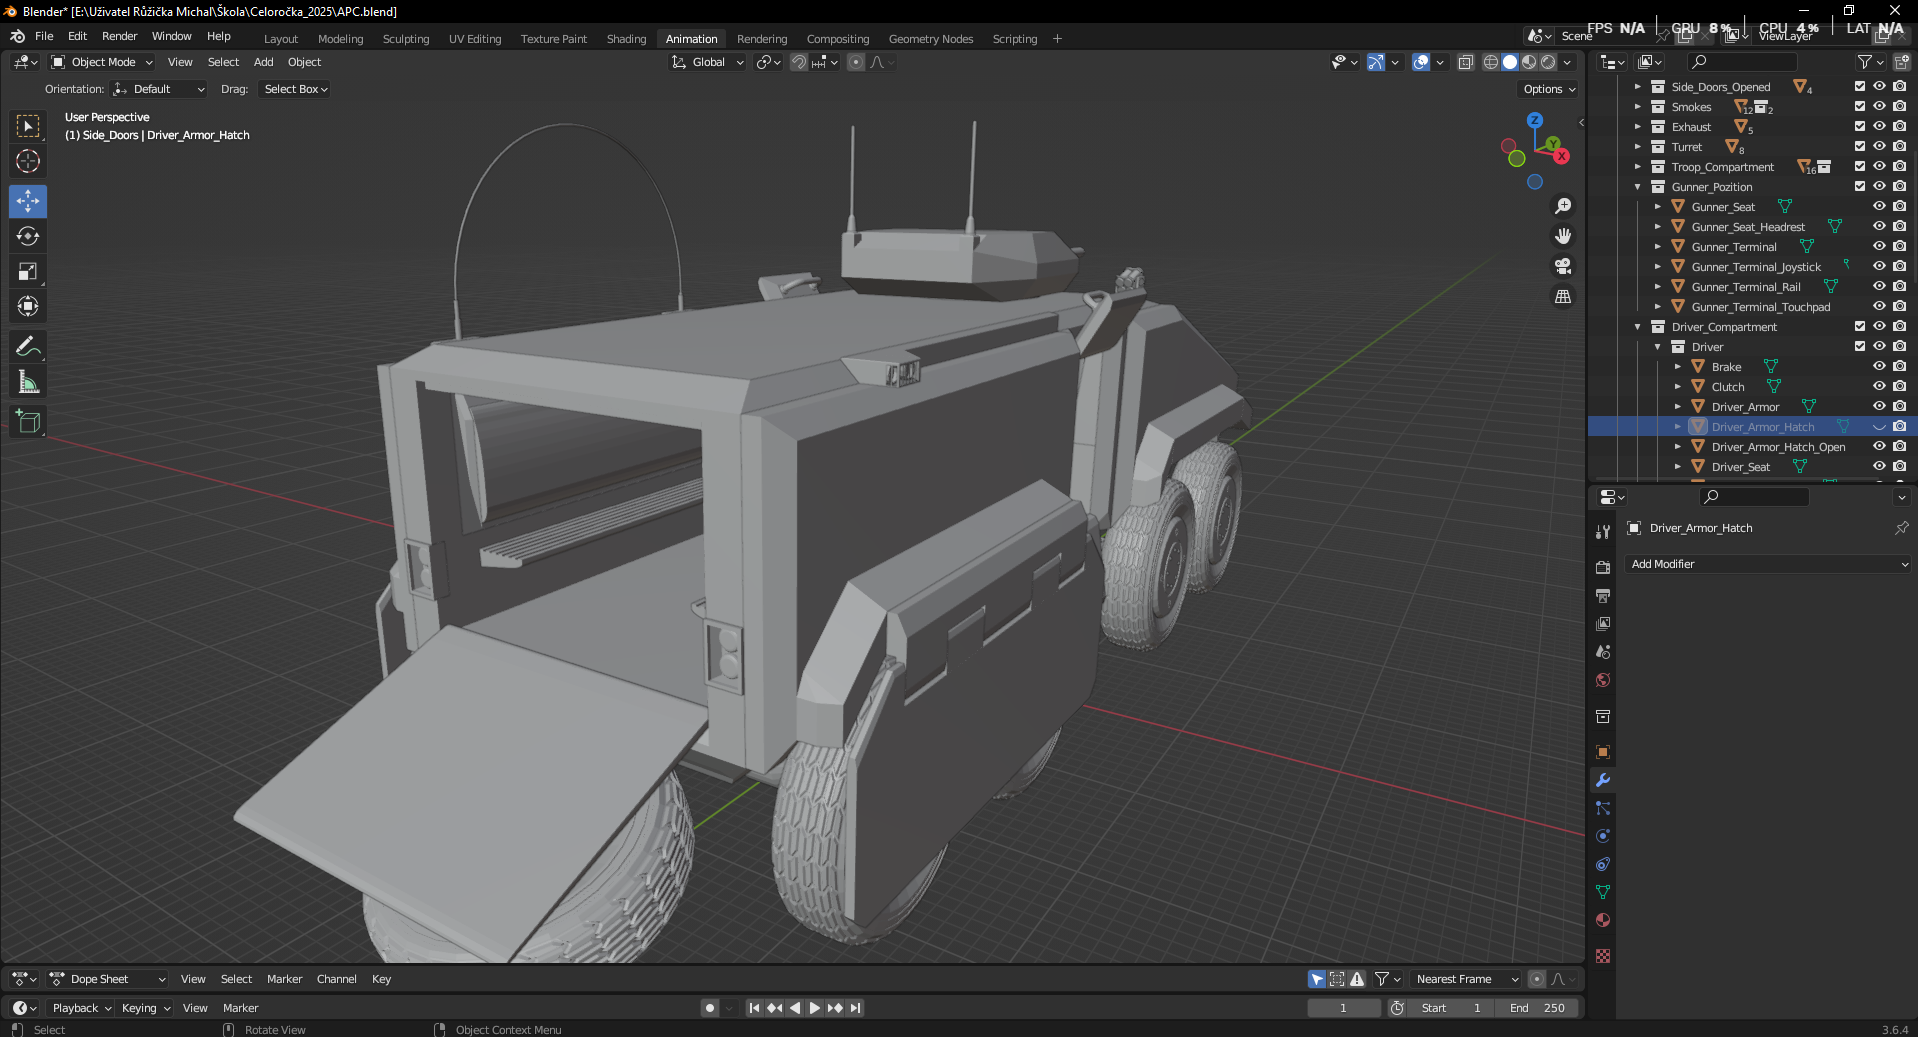 Blender* [E:\Uživatel Růžička Michal\Škola\Celoročka_2025\APC.blend]
FPS N/A GRU 8% CPU 4% LAT N/A
File Edit Render Window Help Layout Modeling Sculpting UV Editing Texture Paint Shading Animation Rendering Compositing Geometry Nodes Scripting + Scene ViewLayer
Object Mode View Select Add Object Global
Orientation: Default Drag: Select Box Options
User Perspective
(1) Side_Doors | Driver_Armor_Hatch
Z
Y
X
Side_Doors_Opened 4
Smokes 12 2
Exhaust 5
Turret 8
Troop_Compartment 16
Gunner_Pozition
Gunner_Seat
Gunner_Seat_Headrest
Gunner_Terminal
Gunner_Terminal_Joystick
Gunner_Terminal_Rail
Gunner_Terminal_Touchpad
Driver_Compartment
Driver
Brake
Clutch
Driver_Armor
Driver_Armor_Hatch
Driver_Armor_Hatch_Open
Driver_Seat
Driver_Armor_Hatch
Add Modifier
Dope Sheet View Select Marker Channel Key Nearest Frame
Playback Keying View Marker 1 Start 1 End 250
Select Rotate View Object Context Menu 3.6.4